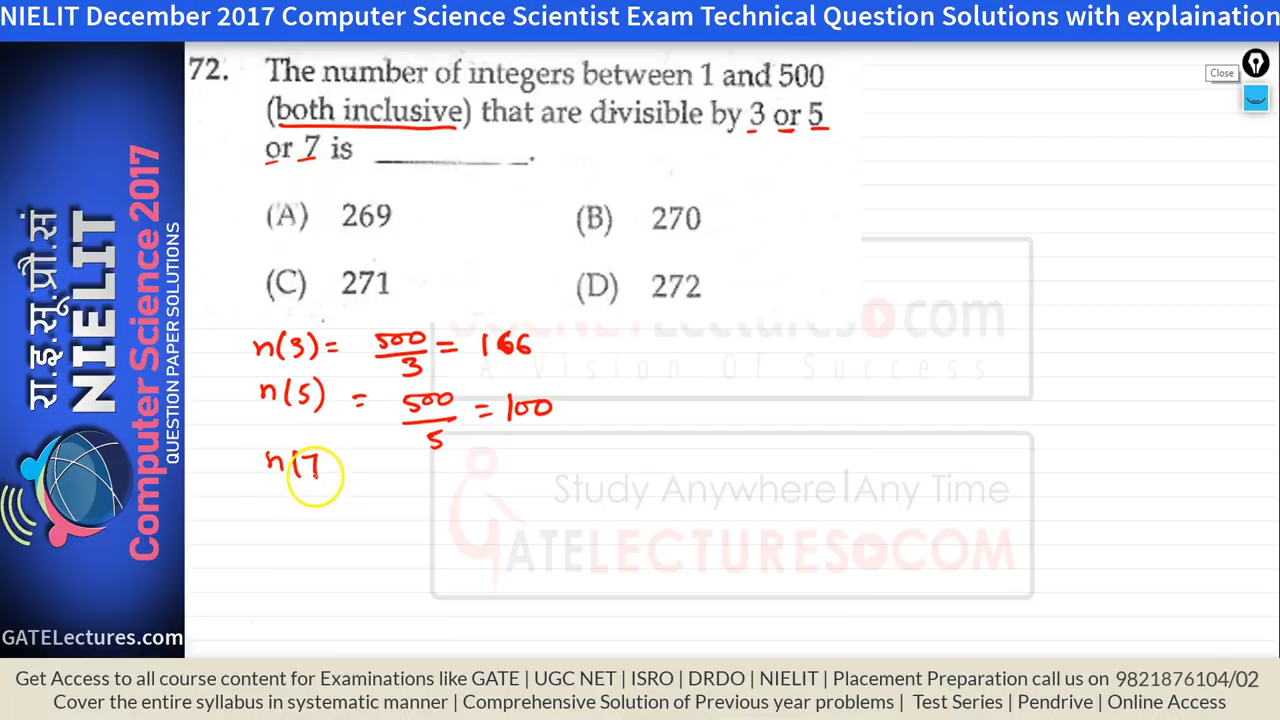 NIELIT December 2017 Computer Science Scientist Exam Technical Question Solutions with explaination
Close
72. The number of integers between 1 and 500
(both inclusive) that are divisible by 3 or 5
or 7 is ________.
(A) 269 (B) 270
(C) 271 (D) 272
n(3) = 500/3 = 166
n(5) = 500/5 = 100
n(7
रा.इ.सू.प्रौ.सं
NIELIT
Computer Science 2017
QUESTION PAPER SOLUTIONS
.com
A Vision Of Success
Study Anywhere Any Time
GATELECTURES.COM
GATELectures.com
Get Access to all course content for Examinations like GATE | UGC NET | ISRO | DRDO | NIELIT | Placement Preparation call us on 9821876104/02
Cover the entire syllabus in systematic manner | Comprehensive Solution of Previous year problems | Test Series | Pendrive | Online Access